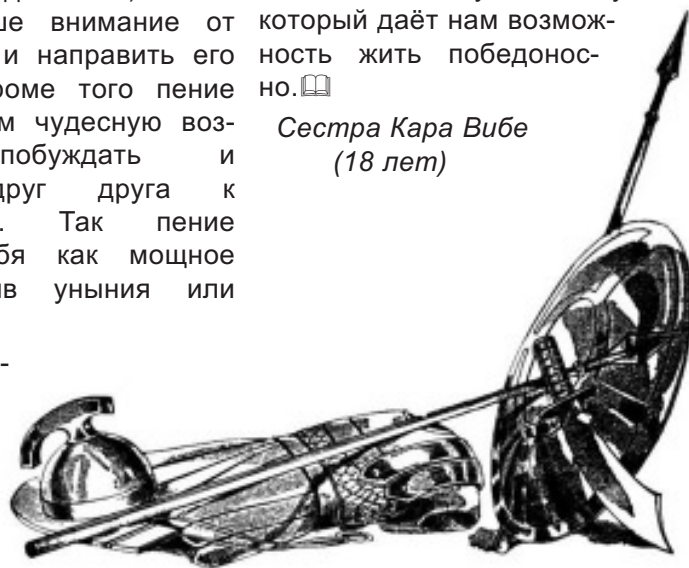 ше внимание от
и направить его
роме того пение
м чудесную воз-
побуждать и
друг друга к
. Так пение
бя как мощное
ив уныния или
-
который даёт нам возмож-
ность жить победонос-
но.
Сестра Кара Вибе
(18 лет)